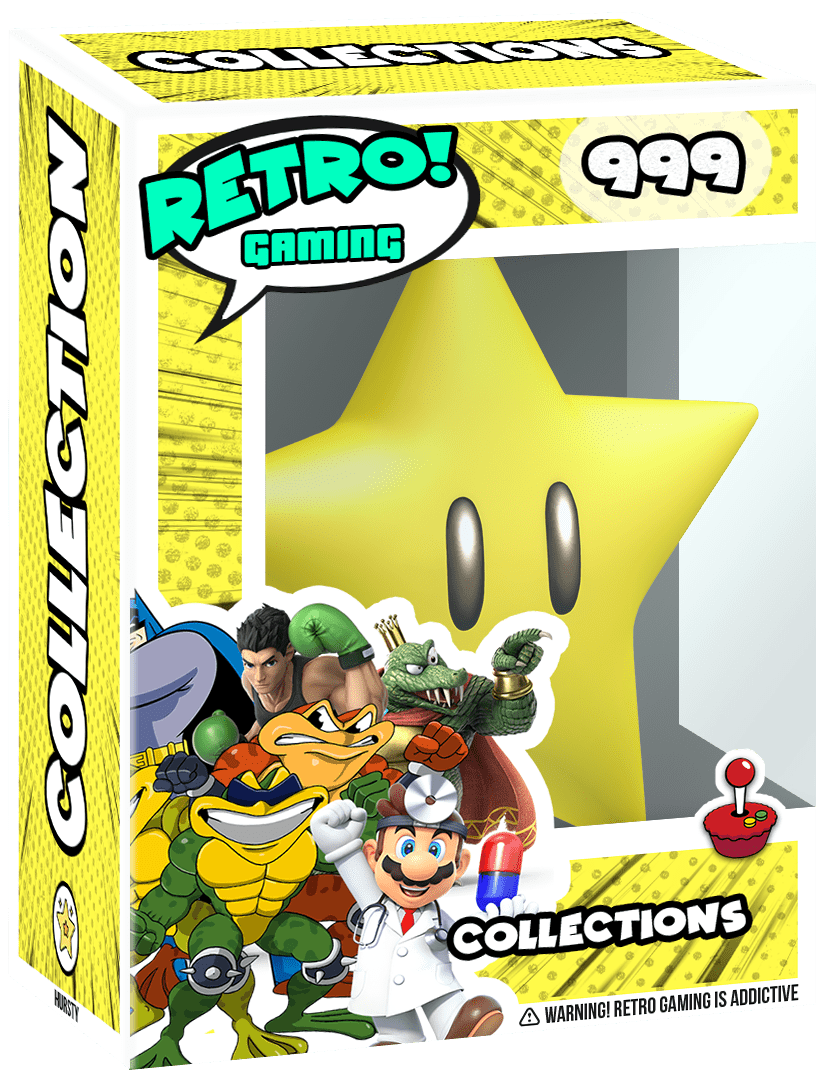 COLLECTIONS
RETRO!
GAMING
999
COLLECTION
COLLECTIONS
HURSTY
⚠ WARNING! RETRO GAMING IS ADDICTIVE